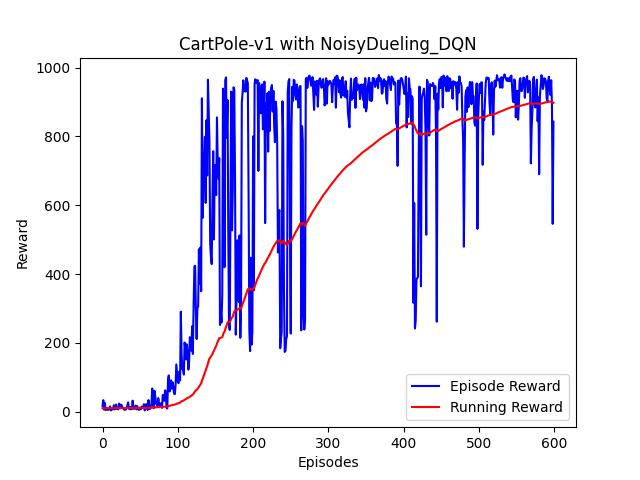 CartPole-v1 with NoisyDueling_DQN
Reward
1000
800
600
400
200
0
0 100 200 300 400 500 600
Episodes
Episode Reward
Running Reward